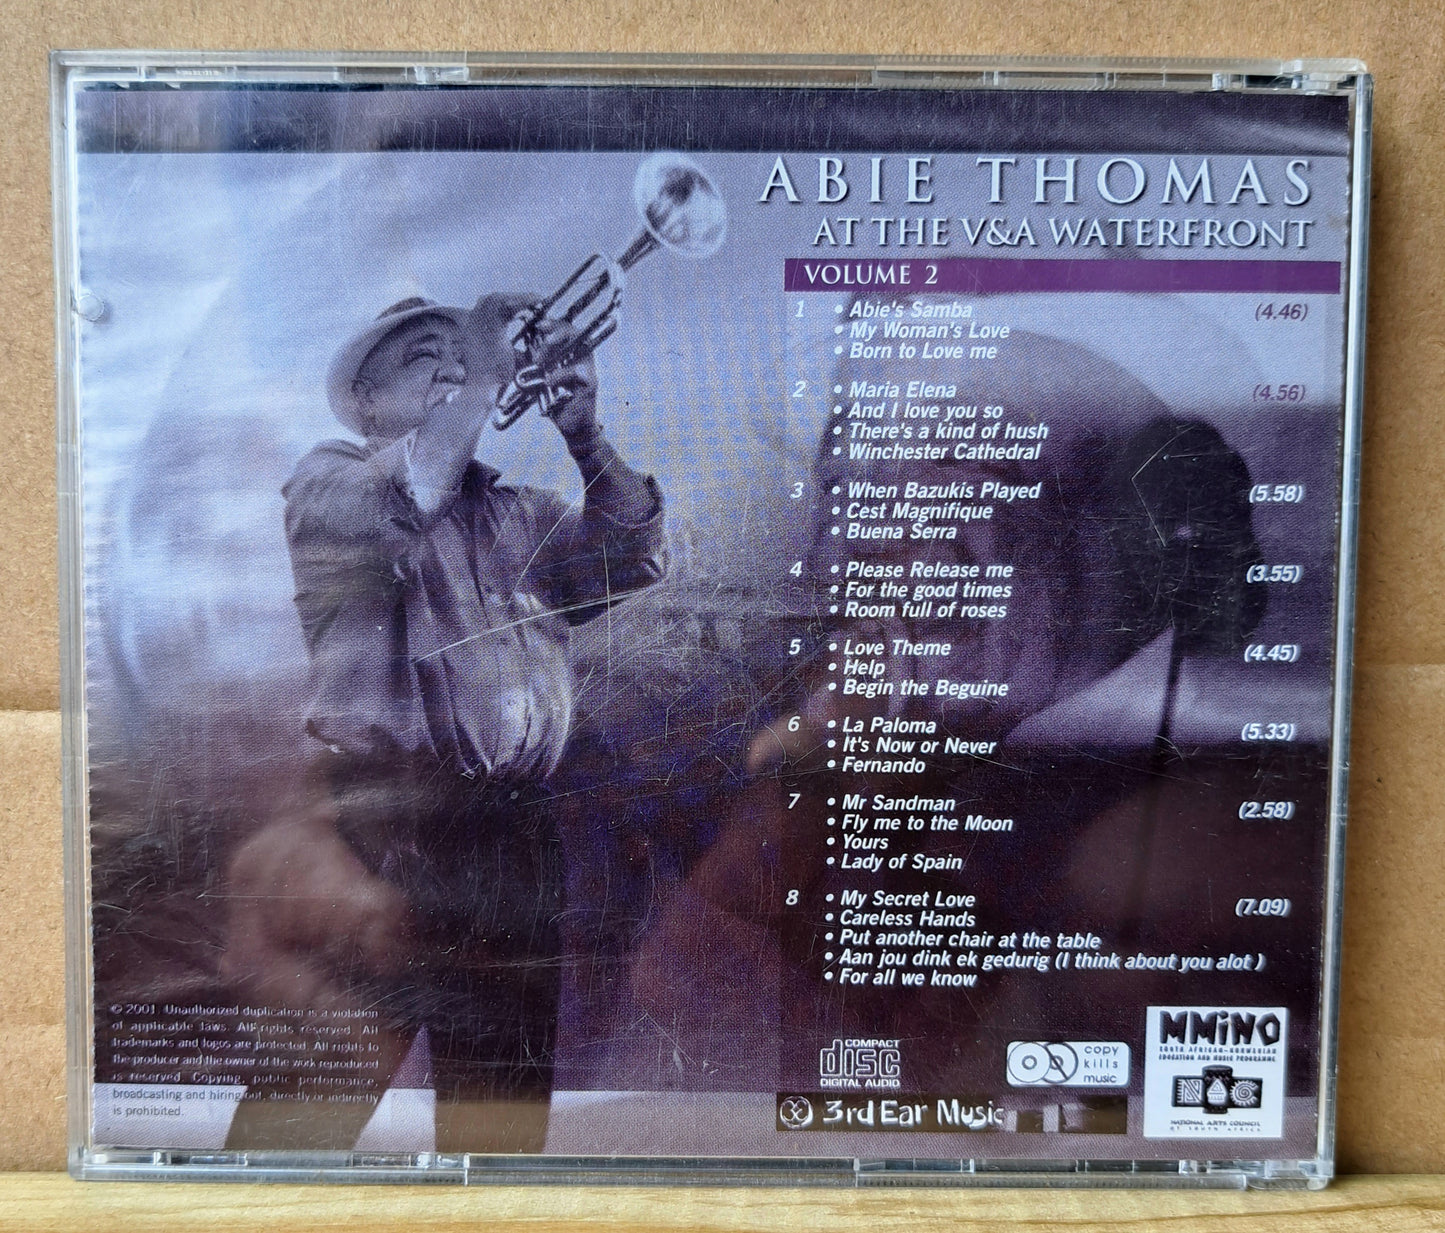 ABIE THOMAS
AT THE V&A WATERFRONT
VOLUME 2
1 • Abie's Samba (4.46)
• My Woman's Love
• Born to Love me
2 • Maria Elena (4.56)
• And I love you so
• There's a kind of hush
• Winchester Cathedral
3 • When Bazukis Played (5.58)
• Cest Magnifique
• Buena Serra
4 • Please Release me (3.55)
• For the good times
• Room full of roses
5 • Love Theme (4.45)
• Help
• Begin the Beguine
6 • La Paloma (5.33)
• It's Now or Never
• Fernando
7 • Mr Sandman (2.58)
• Fly me to the Moon
• Yours
• Lady of Spain
8 • My Secret Love (7.09)
• Careless Hands
• Put another chair at the table
• Aan jou dink ek gedurig (I think about you alot )
• For all we know
© 2001. Unauthorized duplication is a violation
of applicable laws. All rights reserved. All
trademarks and logos are protected. All rights to
the producer and the owner of the work reproduced
is reserved. Copying, public performance,
broadcasting and hiring out, directly or indirectly
is prohibited.
COMPACT
disc
DIGITAL AUDIO
copy
kills
music
3rd Ear Music
MMiNO
SOUTH AFRICAN-NORWEGIAN
EDUCATION AND MUSIC PROGRAMME
NAC
NATIONAL ARTS COUNCIL
OF SOUTH AFRICA